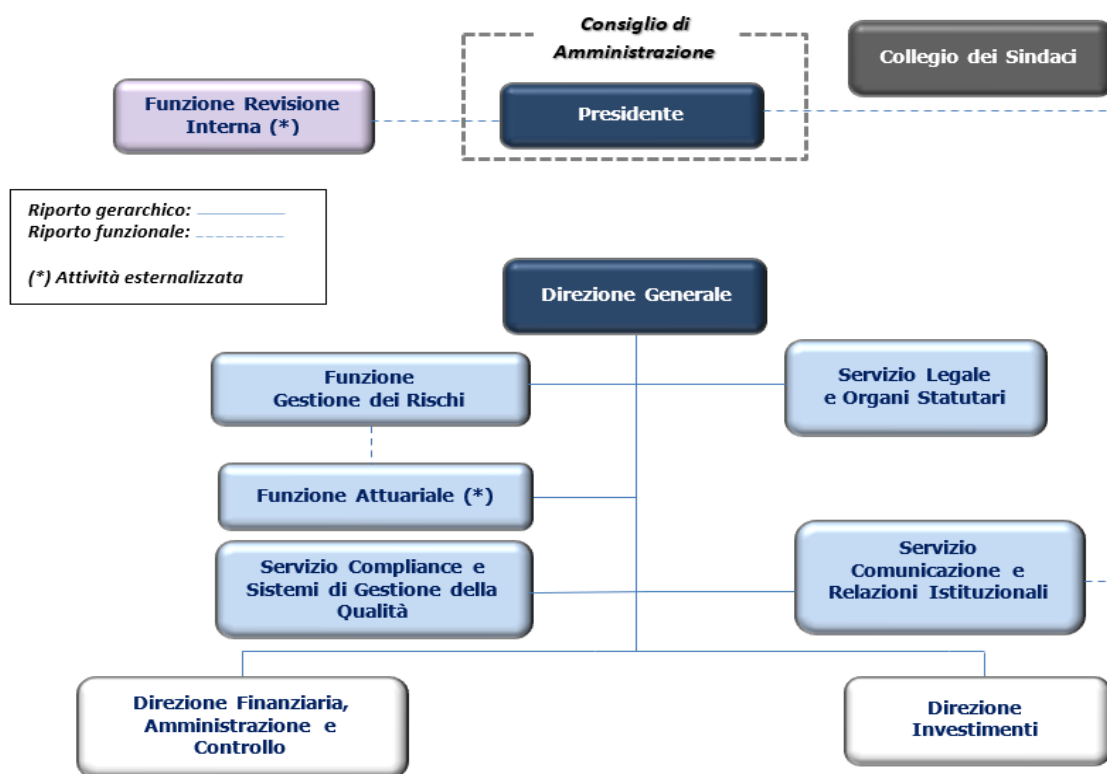 Consiglio di
Amministrazione
Collegio dei Sindaci
Funzione Revisione
Interna (*)
Presidente
Riporto gerarchico:
Riporto funzionale:
(*) Attività esternalizzata
Direzione Generale
Funzione
Gestione dei Rischi
Servizio Legale
e Organi Statutari
Funzione Attuariale (*)
Servizio Compliance e
Sistemi di Gestione della
Qualità
Servizio
Comunicazione e
Relazioni Istituzionali
Direzione Finanziaria,
Amministrazione e
Controllo
Direzione
Investimenti